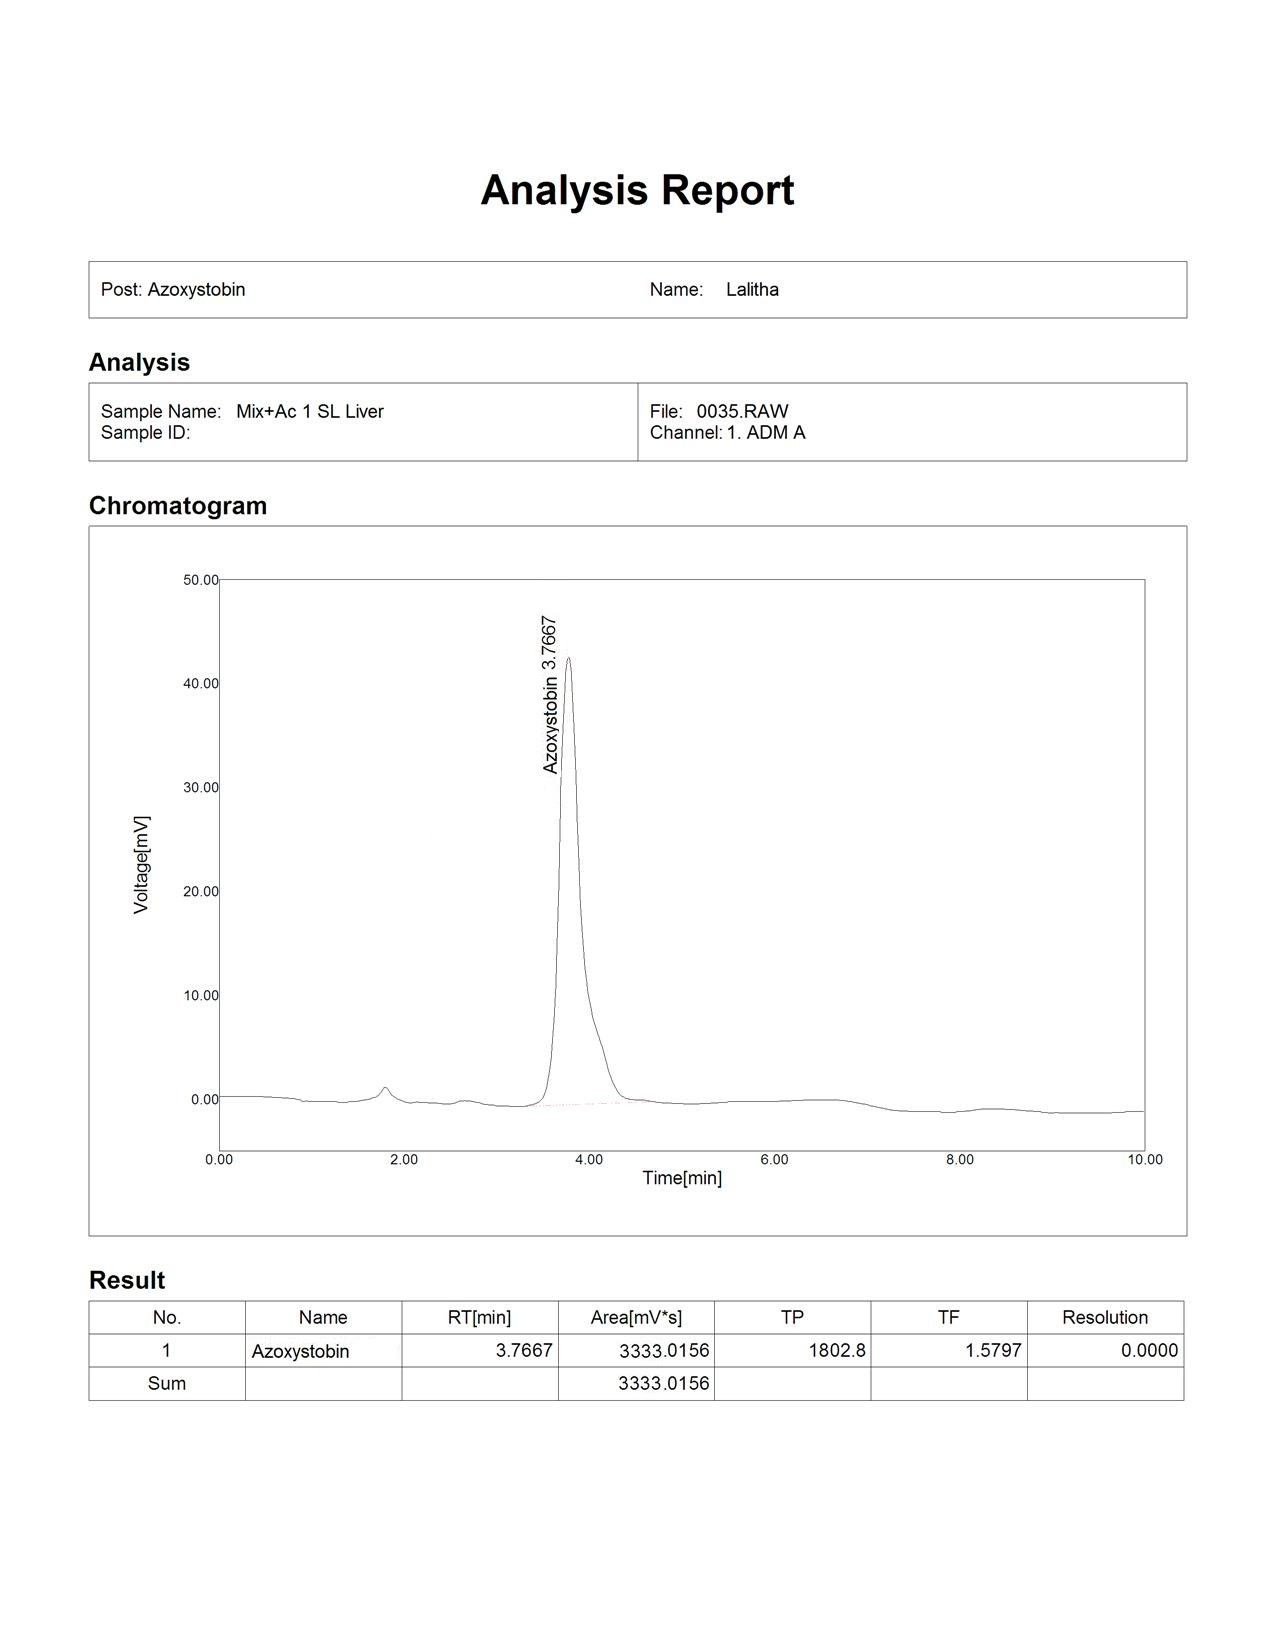 Analysis Report
Post: Azoxystobin Name: Lalitha
Analysis
Sample Name: Mix+Ac 1 SL Liver File: 0035.RAW
Sample ID: Channel: 1. ADM A
Chromatogram
50.00
40.00
30.00
20.00
10.00
0.00
Voltage[mV]
Azoxystobin 3.7667
0.00 2.00 4.00 6.00 8.00 10.00
Time[min]
Result
No. Name RT[min] Area[mV*s] TP TF Resolution
1 Azoxystobin 3.7667 3333.0156 1802.8 1.5797 0.0000
Sum 3333.0156